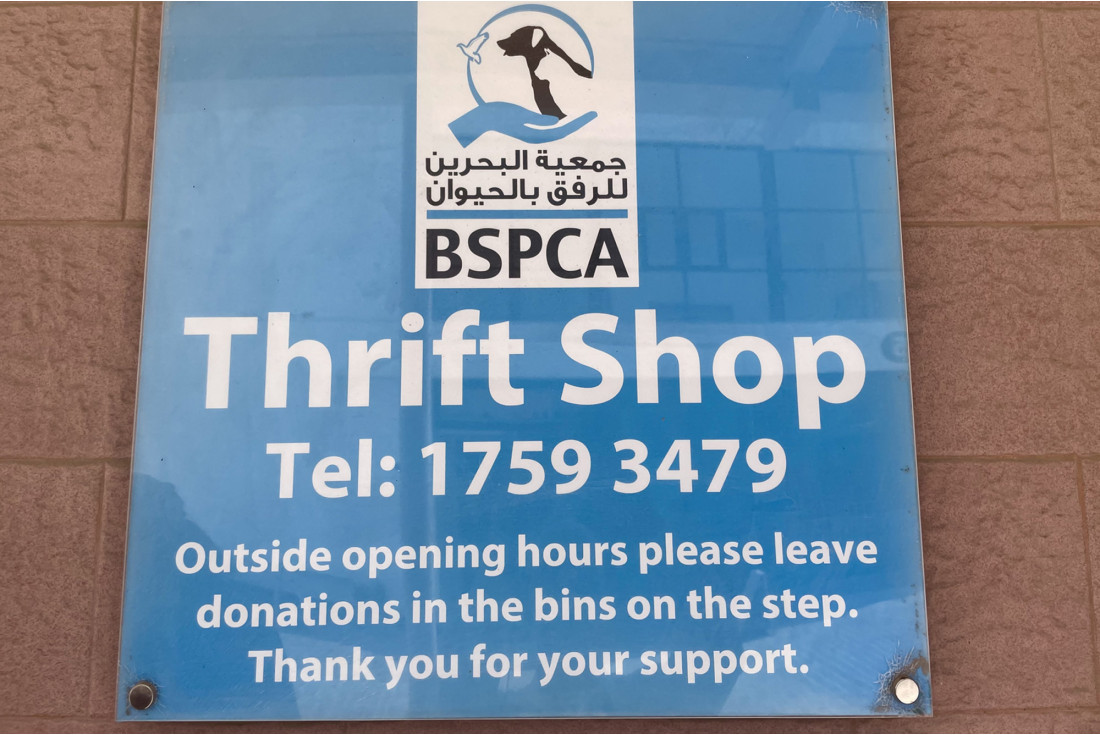 جمعية البحرين
للرفق بالحيوان
BSPCA
Thrift Shop
Tel: 1759 3479
Outside opening hours please leave
donations in the bins on the step.
Thank you for your support.